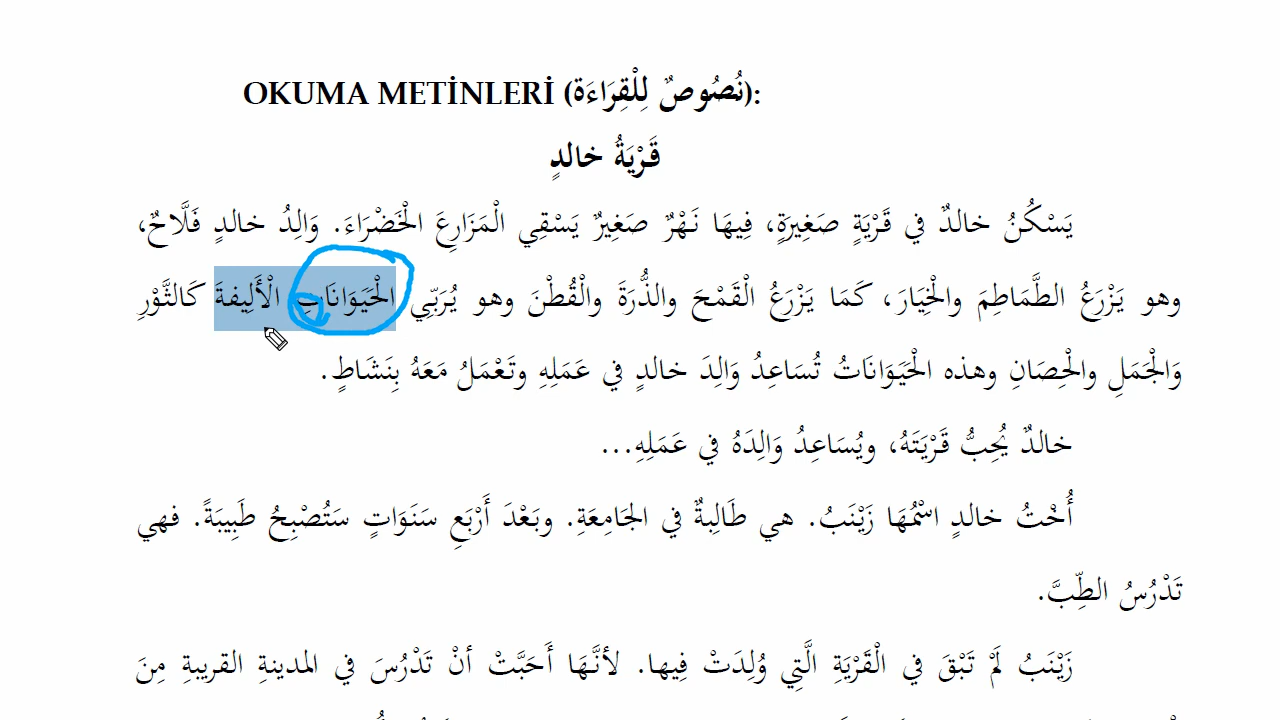 OKUMA METİNLERİ (نُصُوصٌ لِلْقِرَاءَة):
قَرْيَةُ خالدٍ
يَسْكُنُ خالدٌ في قَرْيَةٍ صَغِيرَةٍ، فِيهَا نَهْرٌ صَغِيرٌ يَسْقِي الْمَزَارِعَ الْخَضْرَاءَ. وَالِدُ خالدٍ فَلَّاحٌ،
وهو يَزْرَعُ الطَّمَاطِمَ والْخِيَارَ، كَمَا يَزْرَعُ الْقَمْحَ والذُّرَةَ والْقُطْنَ وهو يُرَبِّي الْحَيَوَانَاتِ الْأَلِيفةَ كَالثَّوْرِ
وَالْجَمَلِ والْحِصَانِ وهذه الْحَيَوَانَاتُ تُسَاعِدُ وَالِدَ خالدٍ في عَمَلِهِ وتَعْمَلُ مَعَهُ بِنَشَاطٍ.
خالدٌ يُحِبُّ قَرْيَتَهُ، ويُسَاعِدُ وَالِدَهُ في عَمَلِهِ...
أُخْتُ خالدٍ اسْمُهَا زَيْنَبُ. هي طَالِبةٌ في الجَامِعَةِ. وبَعْدَ أَرْبَعِ سَنَوَاتٍ سَتُصْبِحُ طَبِيبَةً. فهي
تَدْرُسُ الطِّبَّ.
زَيْنَبُ لَمْ تَبْقَ في الْقَرْيَةِ الَّتِي وُلِدَتْ فِيها. لأنَّهَا أَحَبَّتْ أنْ تَدْرُسَ في المدينةِ القريبةِ مِنَ